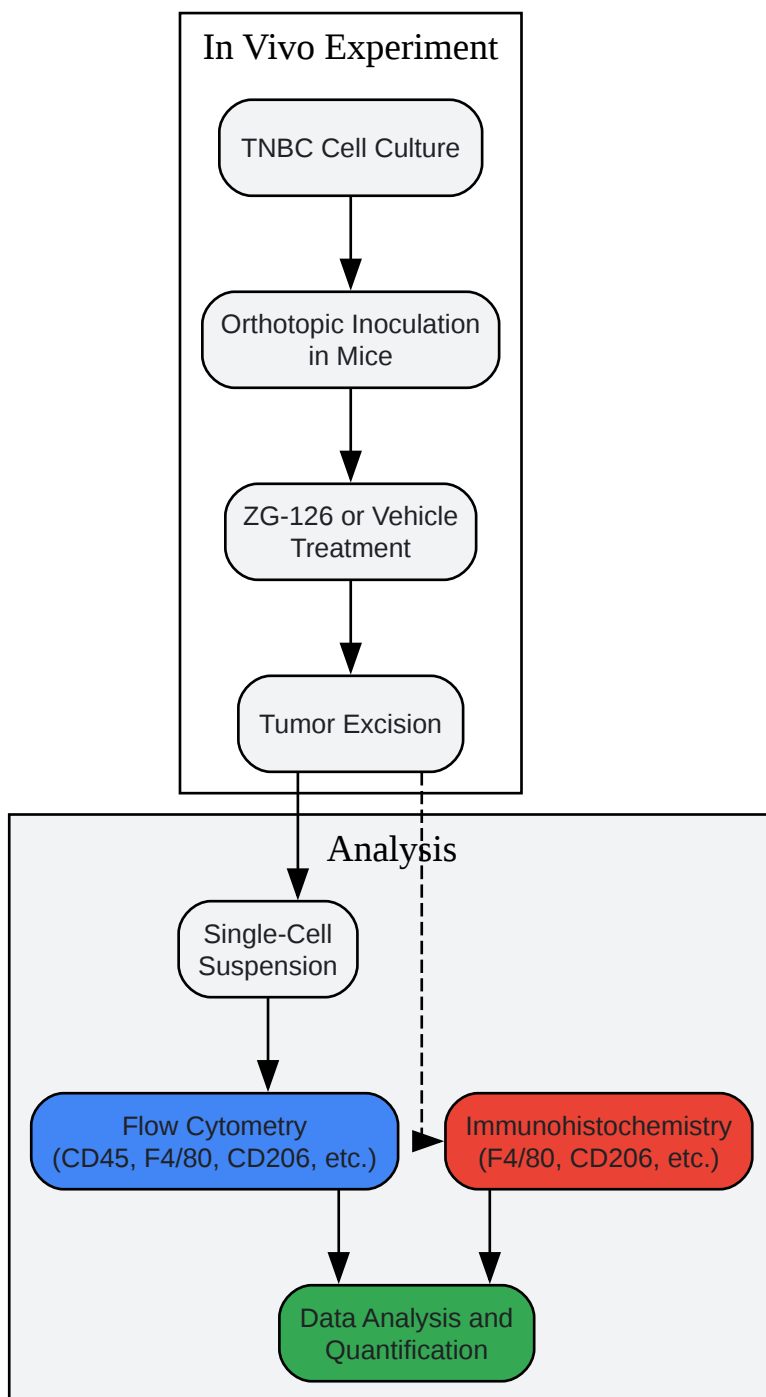 In Vivo Experiment
TNBC Cell Culture
Orthotopic Inoculation
in Mice
ZG-126 or Vehicle
Treatment
Tumor Excision
Analysis
Single-Cell
Suspension
Flow Cytometry
(CD45, F4/80, CD206, etc.)
Immunohistochemistry
(F4/80, CD206, etc.)
Data Analysis and
Quantification